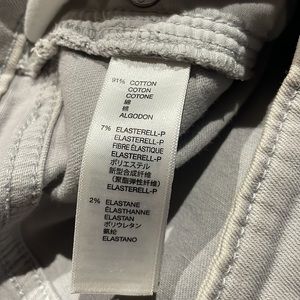 91% COTTON
COTON
COTONE
綿
棉
ALGODON
7% ELASTERELL-P
ELASTERELL-P
FIBRE ÉLASTIQUE
ELASTERELL-P
ポリエステル
新型合成纤维
(聚酯弹性纤维)
ELASTERELL-P
2% ELASTANE
ÉLASTHANNE
ELASTAN
ポリウレタン
氨纶
ELASTANO